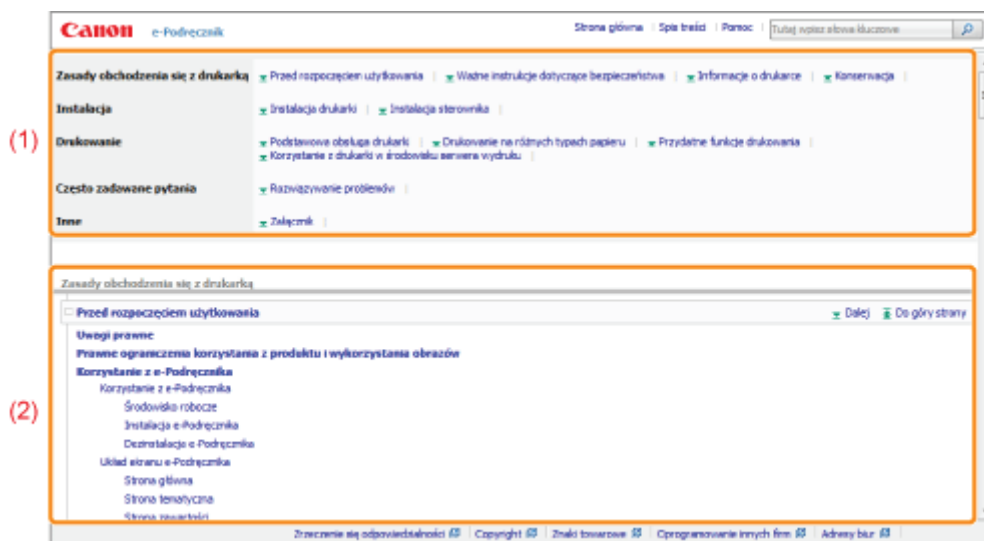 Canon e-Podręcznik Strona główna Spis treści Pomoc Tutaj wpisz słowa kluczowe
Zasady obchodzenia się z drukarką Przed rozpoczęciem użytkowania Ważne instrukcje dotyczące bezpieczeństwa Informacje o drukarce Konserwacja
Instalacja Instalacja drukarki Instalacja sterownika
(1)
Drukowanie Podstawowa obsługa drukarki Drukowanie na różnych typach papieru Przydatne funkcje drukowania
Korzystanie z drukarki w środowisku serwera wydruku
Często zadawane pytania Rozwiązywanie problemów
Inne Załącznik
Zasady obchodzenia się z drukarką
Przed rozpoczęciem użytkowania Dalej Do góry strony
Uwagi prawne
Prawne ograniczenia korzystania z produktu i wykorzystania obrazów
Korzystanie z e-Podręcznika
Korzystanie z e-Podręcznika
(2)
Środowisko robocze
Instalacja e-Podręcznika
Dezinstalacja e-Podręcznika
Układ ekranu e-Podręcznika
Strona główna
Strona tematyczna
Strona zawartości
Zrzeczenie się odpowiedzialności Copyright Znaki towarowe Oprogramowanie innych firm Adresy biur